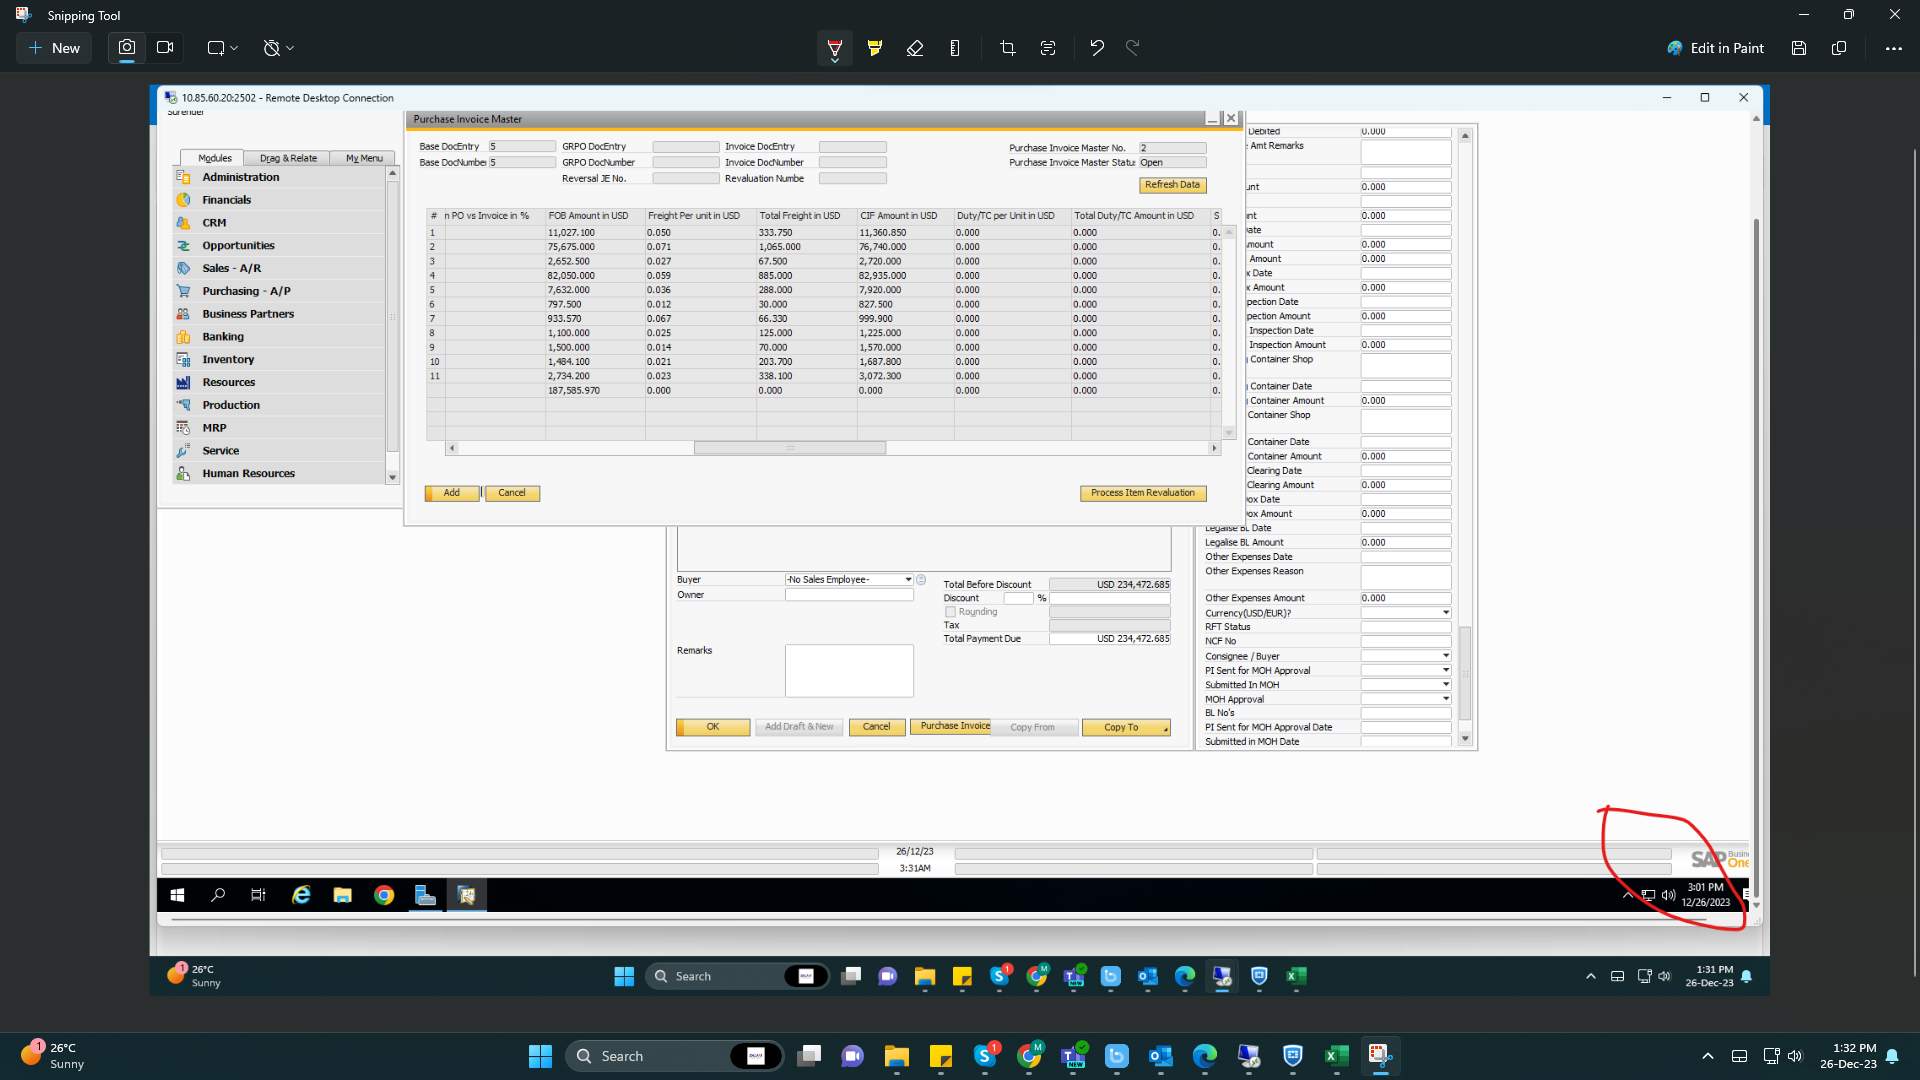 Snipping Tool
New
Edit in Paint
10.85.60.20:2502 - Remote Desktop Connection
Surender
Modules Drag & Relate My Menu
Administration
Financials
CRM
Opportunities
Sales - A/R
Purchasing - A/P
Business Partners
Banking
Inventory
Resources
Production
MRP
Service
Human Resources
Purchase Invoice Master
Base DocEntry 5 GRPO DocEntry Invoice DocEntry Purchase Invoice Master No. 2
Base DocNumbei 5 GRPO DocNumber Invoice DocNumber Purchase Invoice Master Statu: Open
Reversal JE No. Revaluation Numbe
Refresh Data
# n PO vs Invoice in % FOB Amount in USD Freight Per unit in USD Total Freight in USD CIF Amount in USD Duty/TC per Unit in USD Total Duty/TC Amount in USD S
1 11,027.100 0.050 333.750 11,360.850 0.000 0.000 0.
2 75,675.000 0.071 1,065.000 76,740.000 0.000 0.000 0.
3 2,652.500 0.027 67.500 2,720.000 0.000 0.000 0.
4 82,050.000 0.059 885.000 82,935.000 0.000 0.000 0.
5 7,632.000 0.036 288.000 7,920.000 0.000 0.000 0.
6 797.500 0.012 30.000 827.500 0.000 0.000 0.
7 933.570 0.067 66.330 999.900 0.000 0.000 0.
8 1,100.000 0.025 125.000 1,225.000 0.000 0.000 0.
9 1,500.000 0.014 70.000 1,570.000 0.000 0.000 0.
10 1,484.100 0.021 203.700 1,687.800 0.000 0.000 0.
11 2,734.200 0.023 338.100 3,072.300 0.000 0.000 0.
187,585.970 0.000 0.000 0.000 0.000 0.000 0.
Add Cancel Process Item Revaluation
Debited 0.000
Amt Remarks
unt 0.000
nt 0.000
ate
mount 0.000
Amount 0.000
x Date
x Amount 0.000
pection Date
pection Amount 0.000
Inspection Date
Inspection Amount 0.000
Container Shop
Container Date
Container Amount 0.000
Container Shop
Container Date
Container Amount 0.000
Clearing Date
Clearing Amount 0.000
ox Date
ox Amount 0.000
Legalise BL Date
Legalise BL Amount 0.000
Other Expenses Date
Other Expenses Reason
Other Expenses Amount 0.000
Currency(USD/EUR)?
RFT Status
NCF No
Consignee / Buyer
PI Sent for MOH Approval
Submitted In MOH
MOH Approval
BL No's
PI Sent for MOH Approval Date
Submitted in MOH Date
Buyer -No Sales Employee-
Owner
Total Before Discount USD 234,472.685
Discount %
Rounding
Tax
Total Payment Due USD 234,472.685
Remarks
OK Add Draft & New Cancel Purchase Invoice Copy From Copy To
26/12/23
3:31AM
SAP Busine
One
3:01 PM
12/26/2023
26°C
Sunny
Search
1:31 PM
26-Dec-23
26°C
Sunny
Search
1:32 PM
26-Dec-23